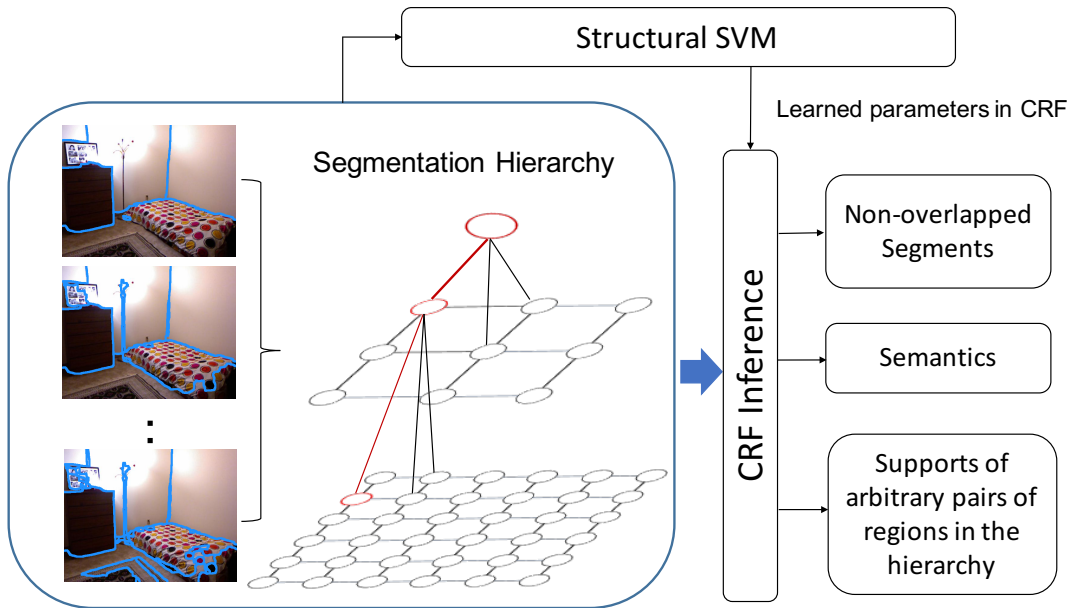 Structural SVM
Learned parameters in CRF
Segmentation Hierarchy
:
CRF Inference
Non-overlapped
Segments
Semantics
Supports of
arbitrary pairs of
regions in the
hierarchy